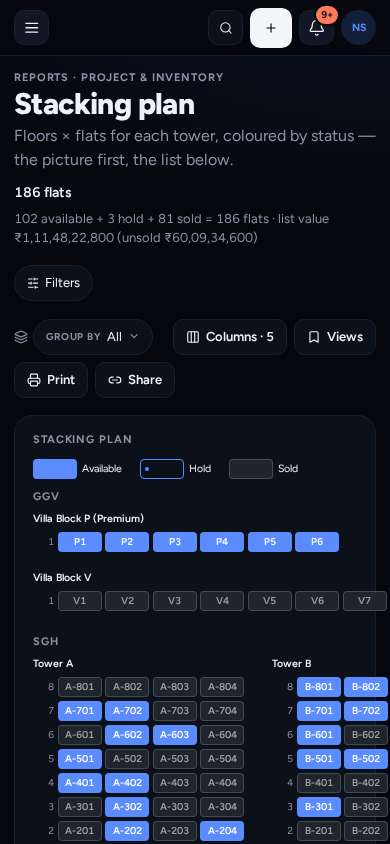 9+
NS
REPORTS · PROJECT & INVENTORY
Stacking plan
Floors × flats for each tower, coloured by status —
the picture first, the list below.
186 flats
102 available + 3 hold + 81 sold = 186 flats · list value
₹1,11,48,22,800 (unsold ₹60,09,34,600)
Filters
GROUP BY All
Columns · 5
Views
Print
Share
STACKING PLAN
Available
Hold
Sold
GGV
Villa Block P (Premium)
1 P1 P2 P3 P4 P5 P6
Villa Block V
1 V1 V2 V3 V4 V5 V6 V7
SGH
Tower A
8 A-801 A-802 A-803 A-804
7 A-701 A-702 A-703 A-704
6 A-601 A-602 A-603 A-604
5 A-501 A-502 A-503 A-504
4 A-401 A-402 A-403 A-404
3 A-301 A-302 A-303 A-304
2 A-201 A-202 A-203 A-204
Tower B
8 B-801 B-802
7 B-701 B-702
6 B-601 B-602
5 B-501 B-502
4 B-401 B-402
3 B-301 B-302
2 B-201 B-202